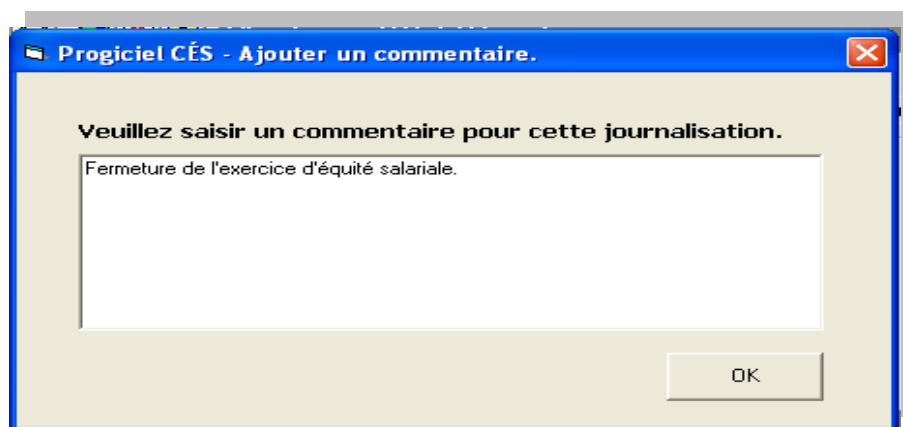 Progiciel CÉS - Ajouter un commentaire.
Veuillez saisir un commentaire pour cette journalisation.
Fermeture de l'exercice d'équité salariale.
OK